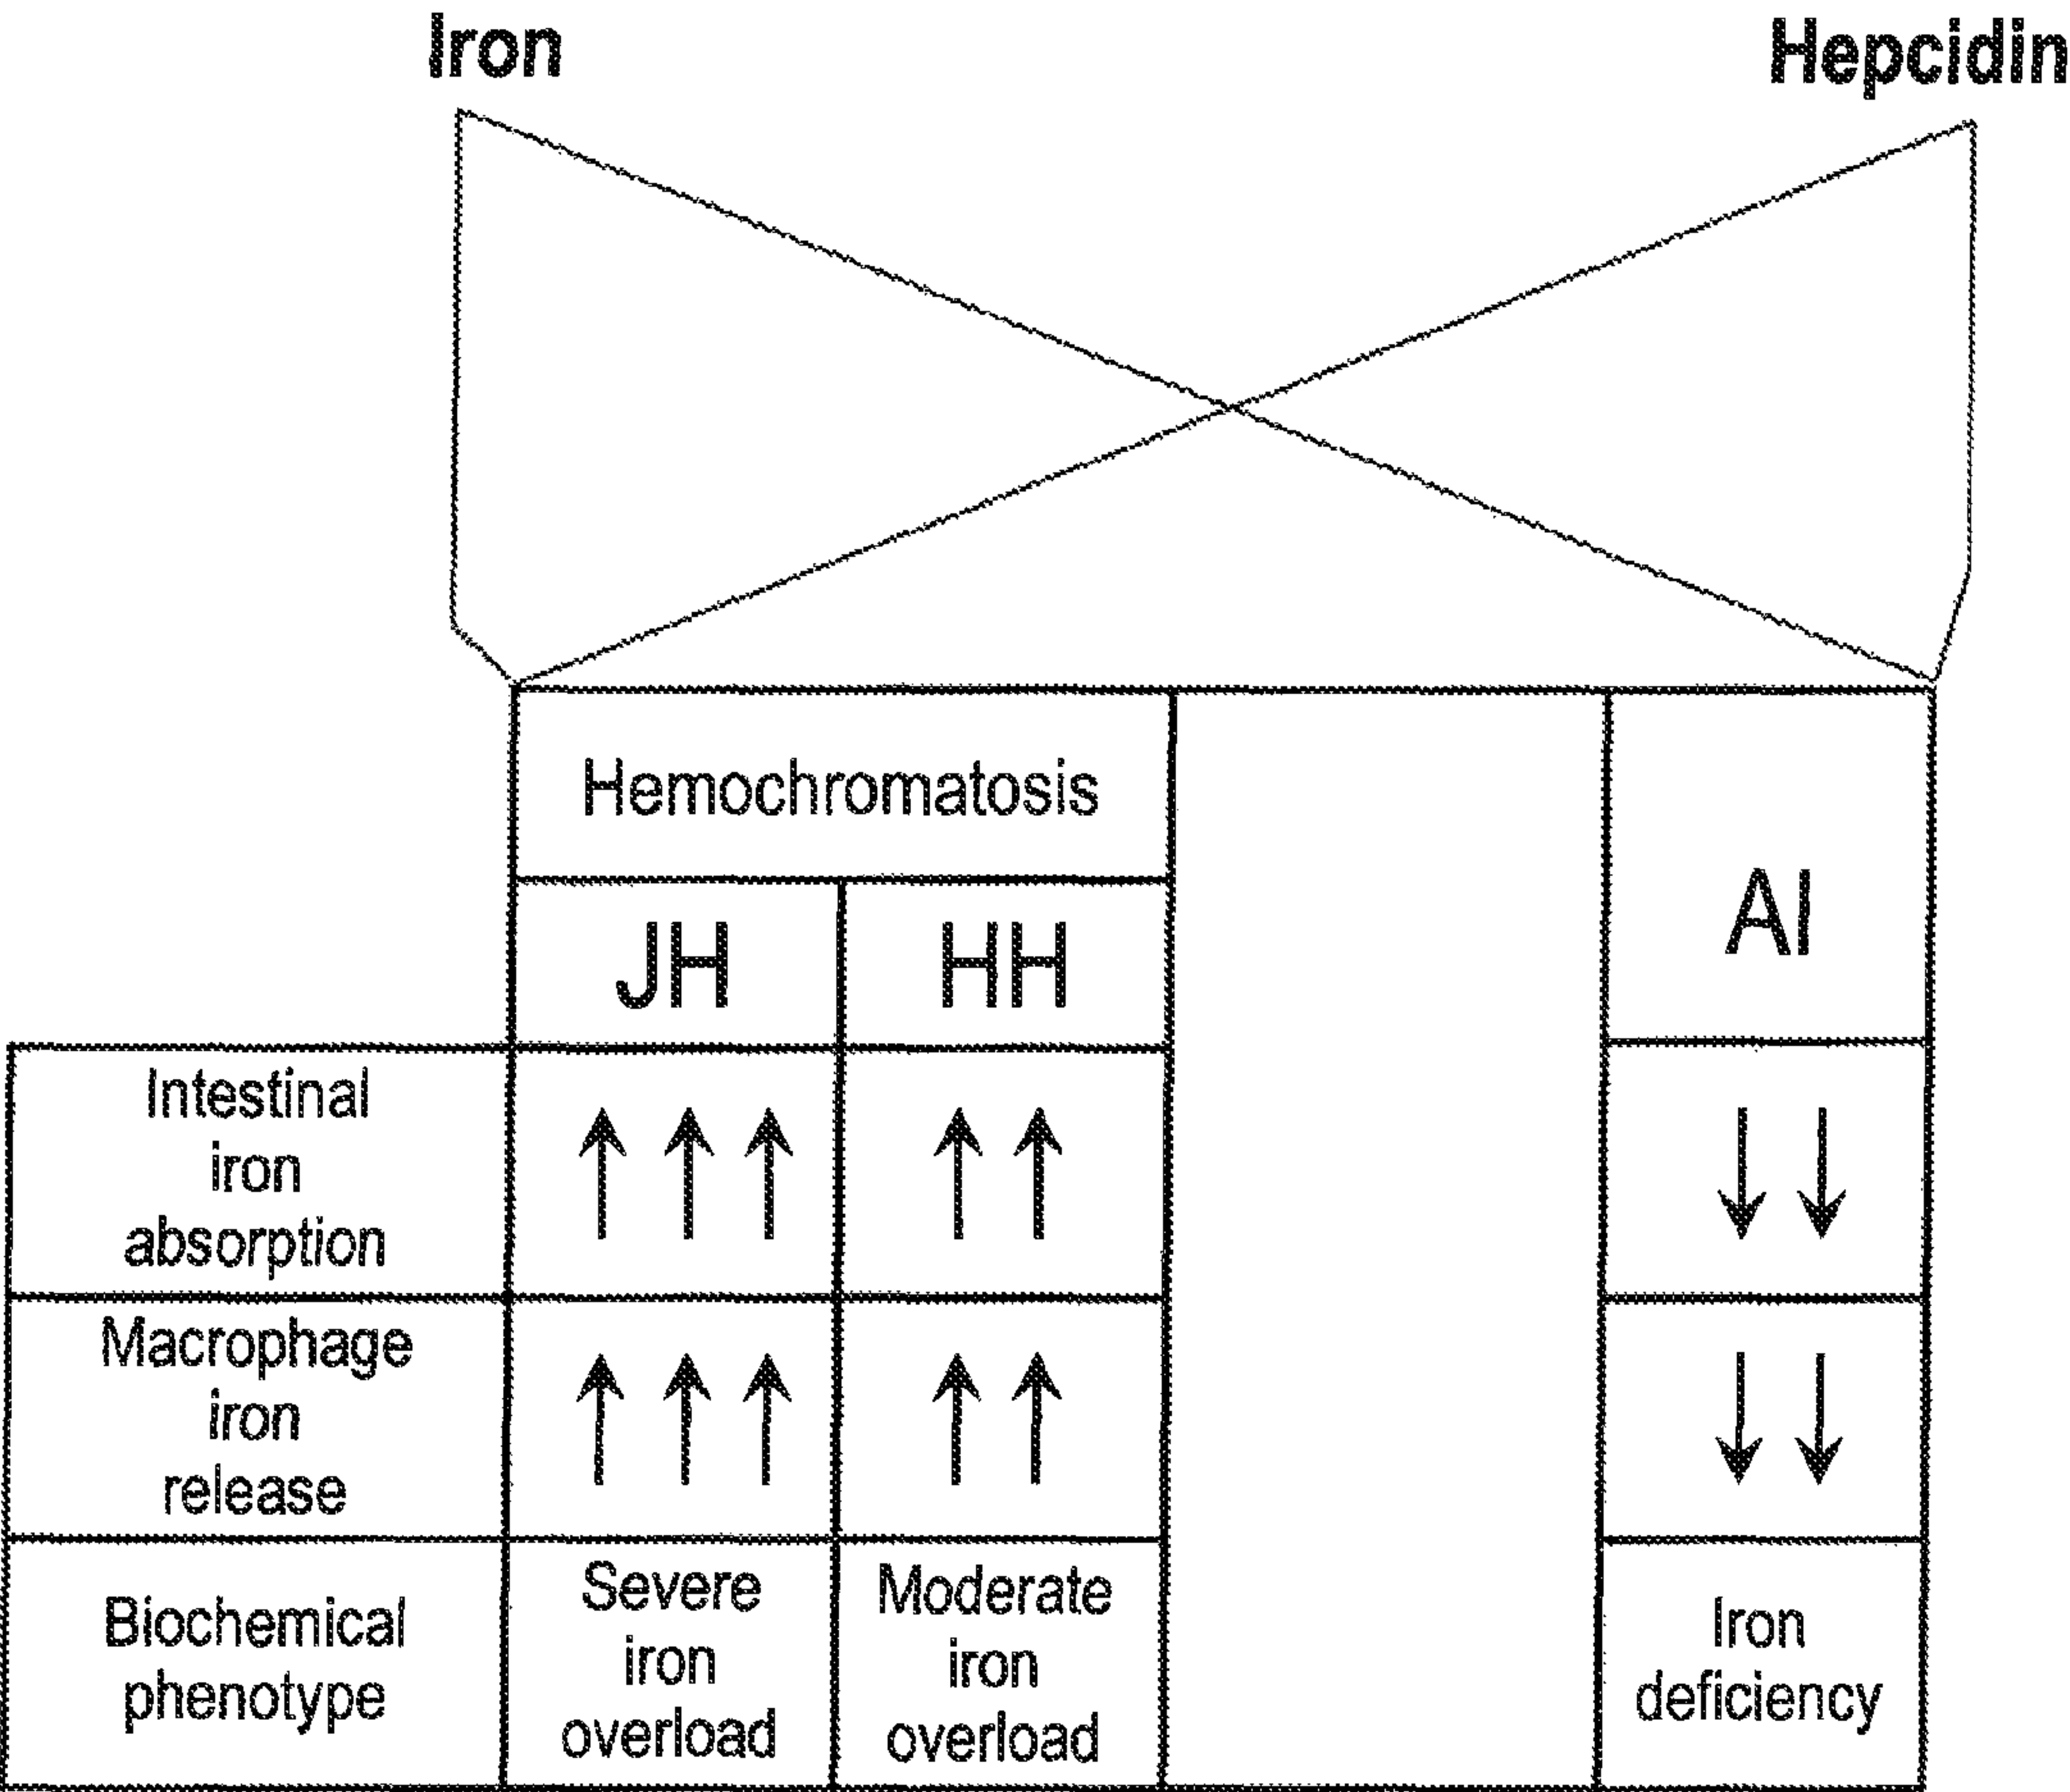 Iron
Hepcidin
Hemochromatosis
AI
JH
HH
Intestinal
iron
absorption
Macrophage
iron
release
Biochemical
phenotype
Severe
iron
overload
Moderate
iron
overload
Iron
deficiency